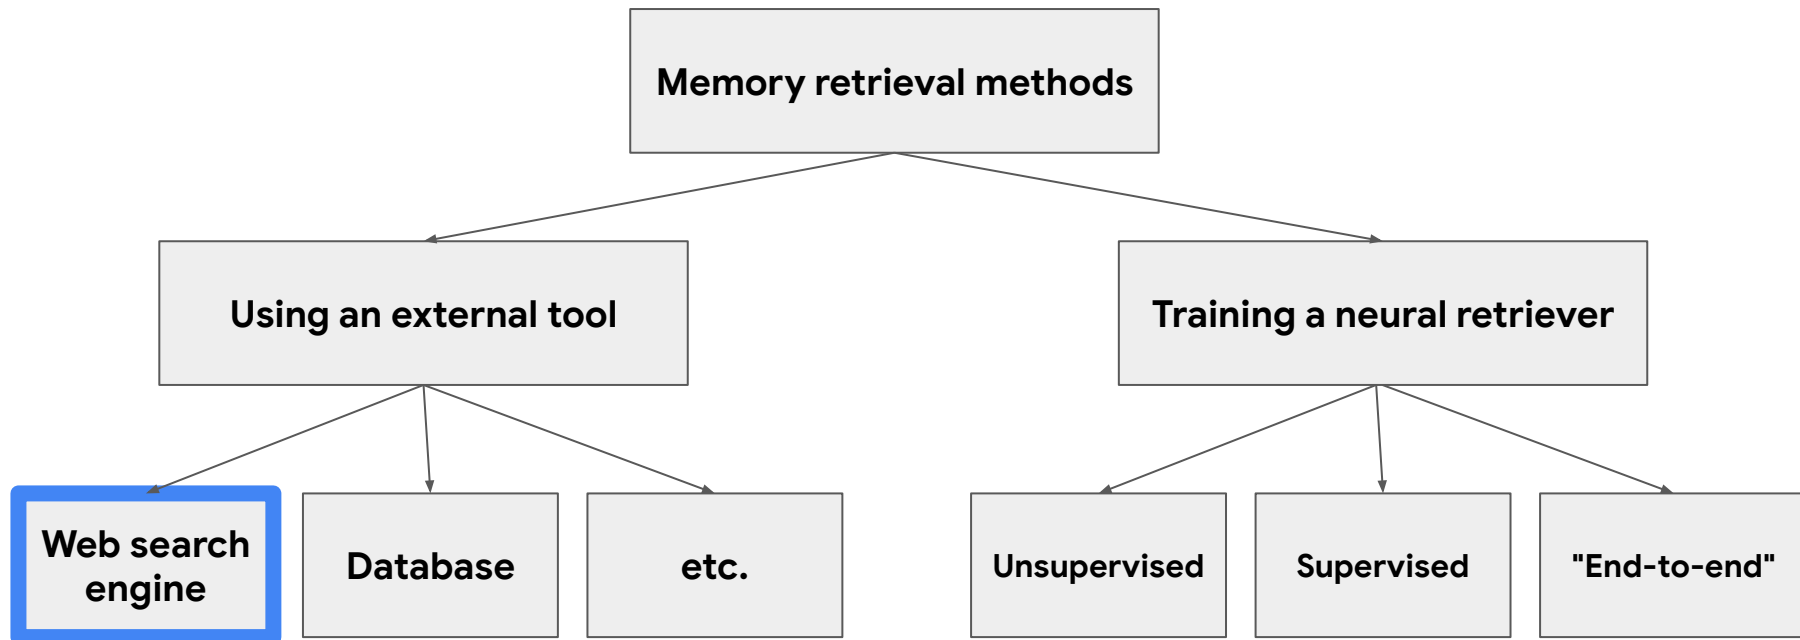 Memory retrieval methods
Using an external tool
Training a neural retriever
Web search
engine
Database
etc.
Unsupervised
Supervised
"End-to-end"